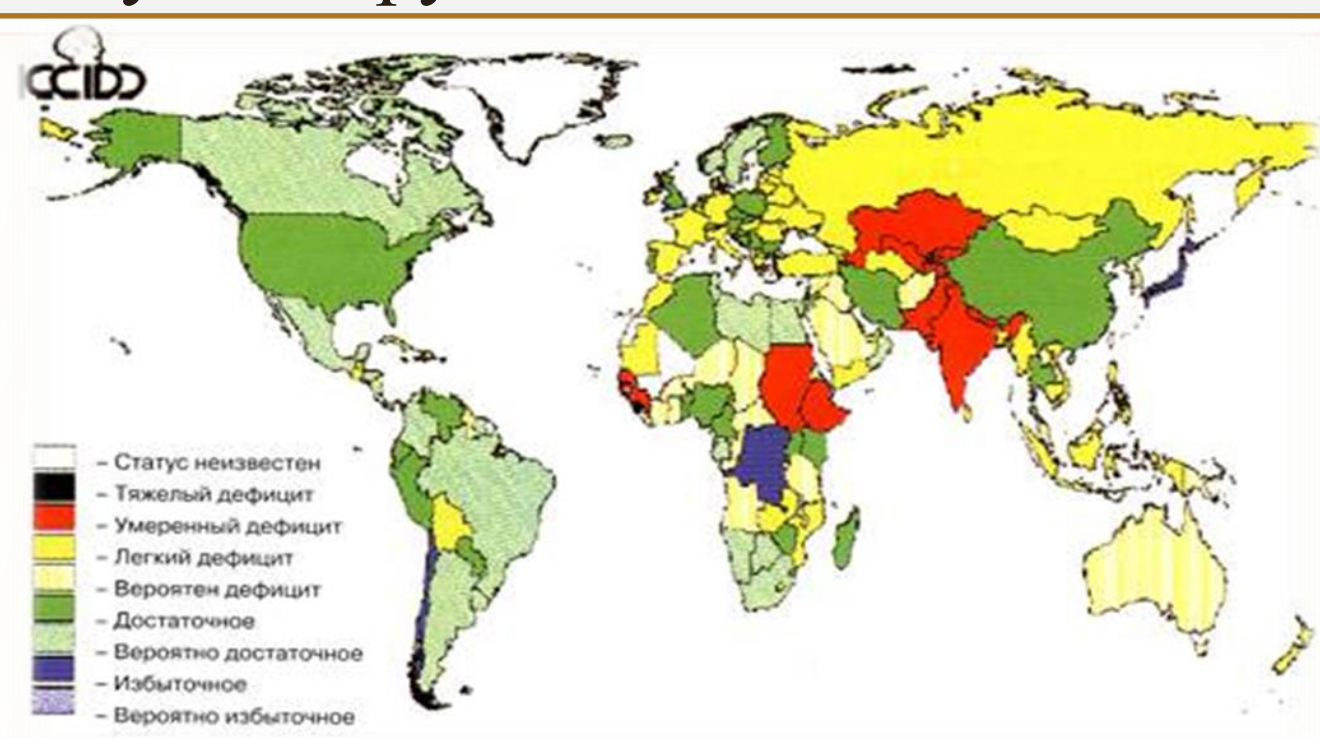 ICCIDD
– Статус неизвестен
– Тяжелый дефицит
– Умеренный дефицит
– Легкий дефицит
– Вероятен дефицит
– Достаточное
– Вероятно достаточное
– Избыточное
– Вероятно избыточное